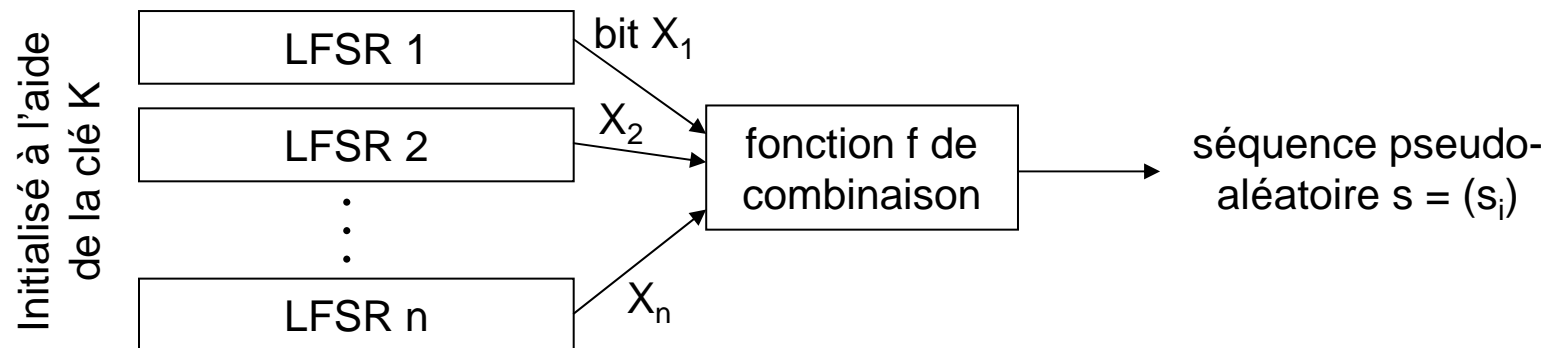 Initialisé à l'aide
de la clé K
LFSR 1
bit X₁
LFSR 2
X₂
LFSR n
Xₙ
fonction f de
combinaison
séquence pseudo-
aléatoire s = (sᵢ)